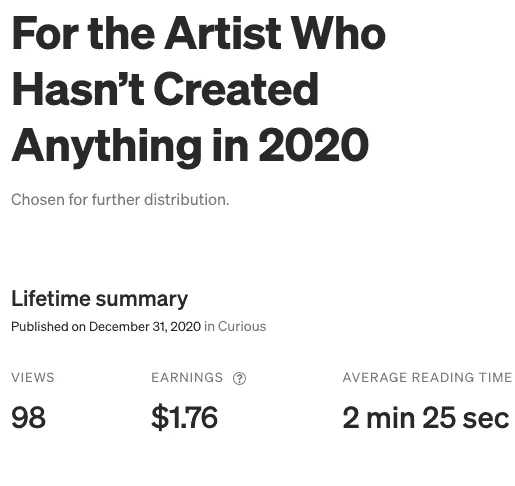 For the Artist Who
Hasn’t Created
Anything in 2020
Chosen for further distribution.
Lifetime summary
Published on December 31, 2020 in Curious
VIEWS EARNINGS ? AVERAGE READING TIME
98 $1.76 2 min 25 sec